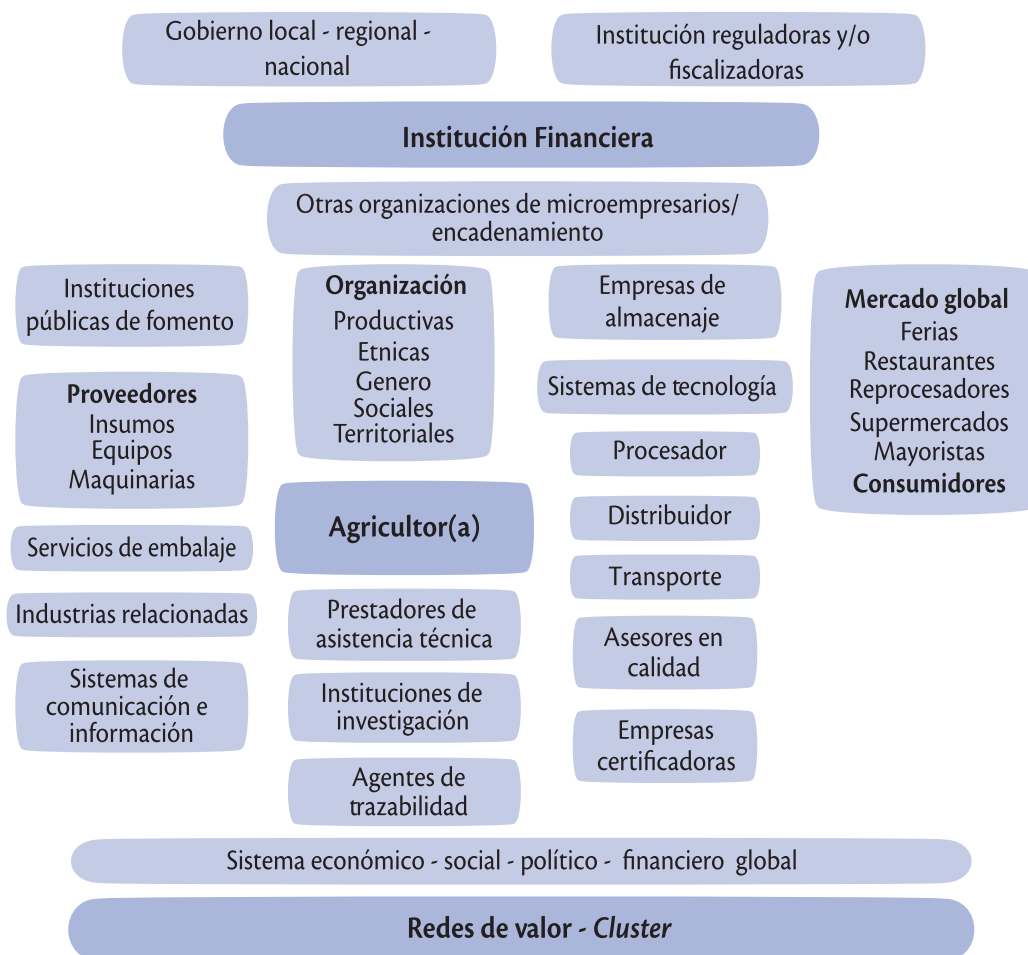 Gobierno local - regional -
nacional
Institución reguladoras y/o
fiscalizadoras
Institución Financiera
Otras organizaciones de microempresarios/
encadenamiento
Instituciones
públicas de fomento
Proveedores
Insumos
Equipos
Maquinarias
Servicios de embalaje
Industrias relacionadas
Sistemas de
comunicación e
información
Organización
Productivas
Etnicas
Genero
Sociales
Territoriales
Agricultor(a)
Prestadores de
asistencia técnica
Instituciones de
investigación
Agentes de
trazabilidad
Empresas de
almacenaje
Sistemas de tecnología
Procesador
Distribuidor
Transporte
Asesores en
calidad
Empresas
certificadoras
Mercado global
Ferias
Restaurantes
Reprocesadores
Supermercados
Mayoristas
Consumidores
Sistema económico - social - político - financiero global
Redes de valor - Cluster